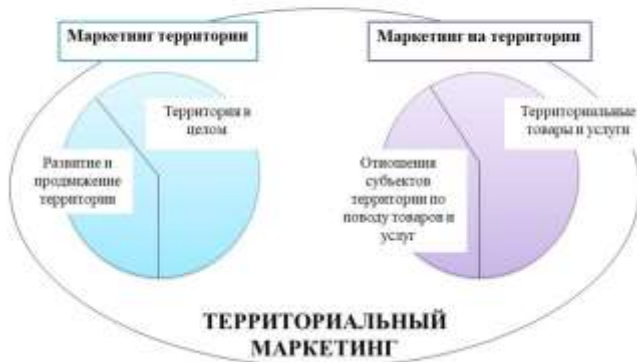 Маркетинг территории
Маркетинг на территории
Территория в
целом
Развитие и
продвижение
территории
Территориальные
товары и услуги
Отношения
субъектов
территории по
поводу товаров и
услуг
ТЕРРИТОРИАЛЬНЫЙ
МАРКЕТИНГ